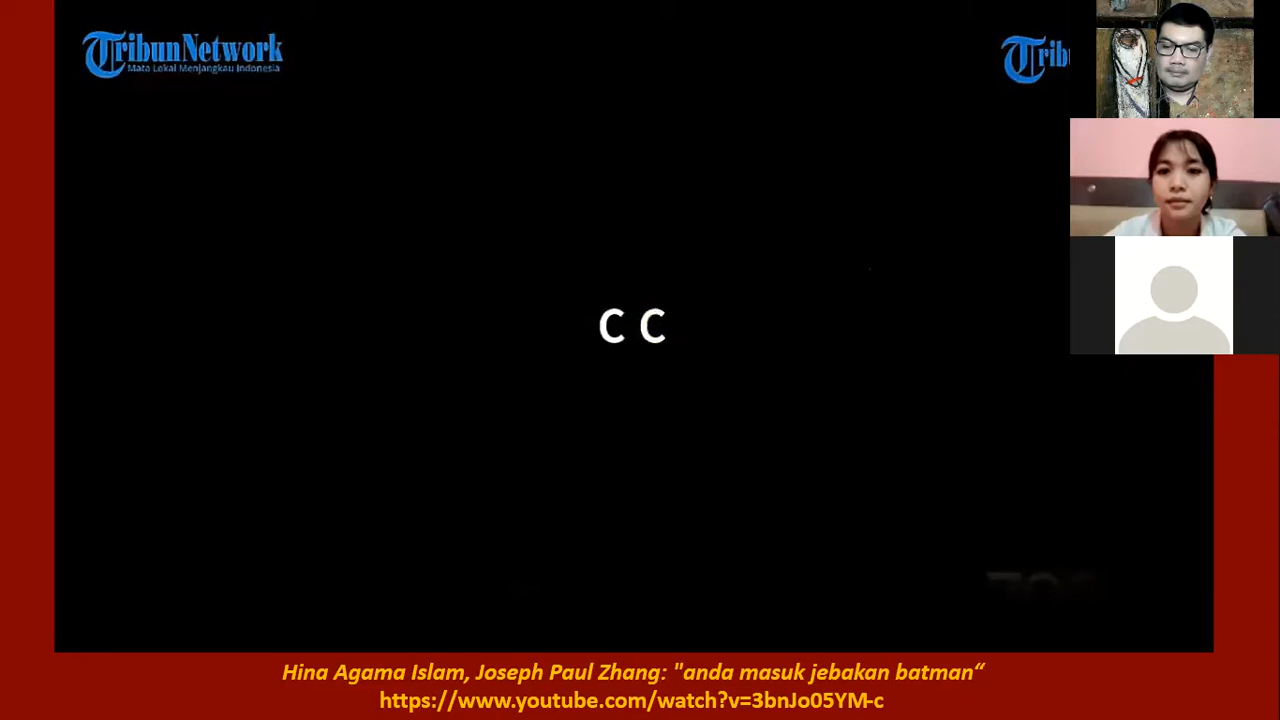 TribunNetwork
Mata Lokal Menjangkau Indonesia
Trib
C C
Hina Agama Islam, Joseph Paul Zhang: "anda masuk jebakan batman“
https://www.youtube.com/watch?v=3bnJo05YM-c